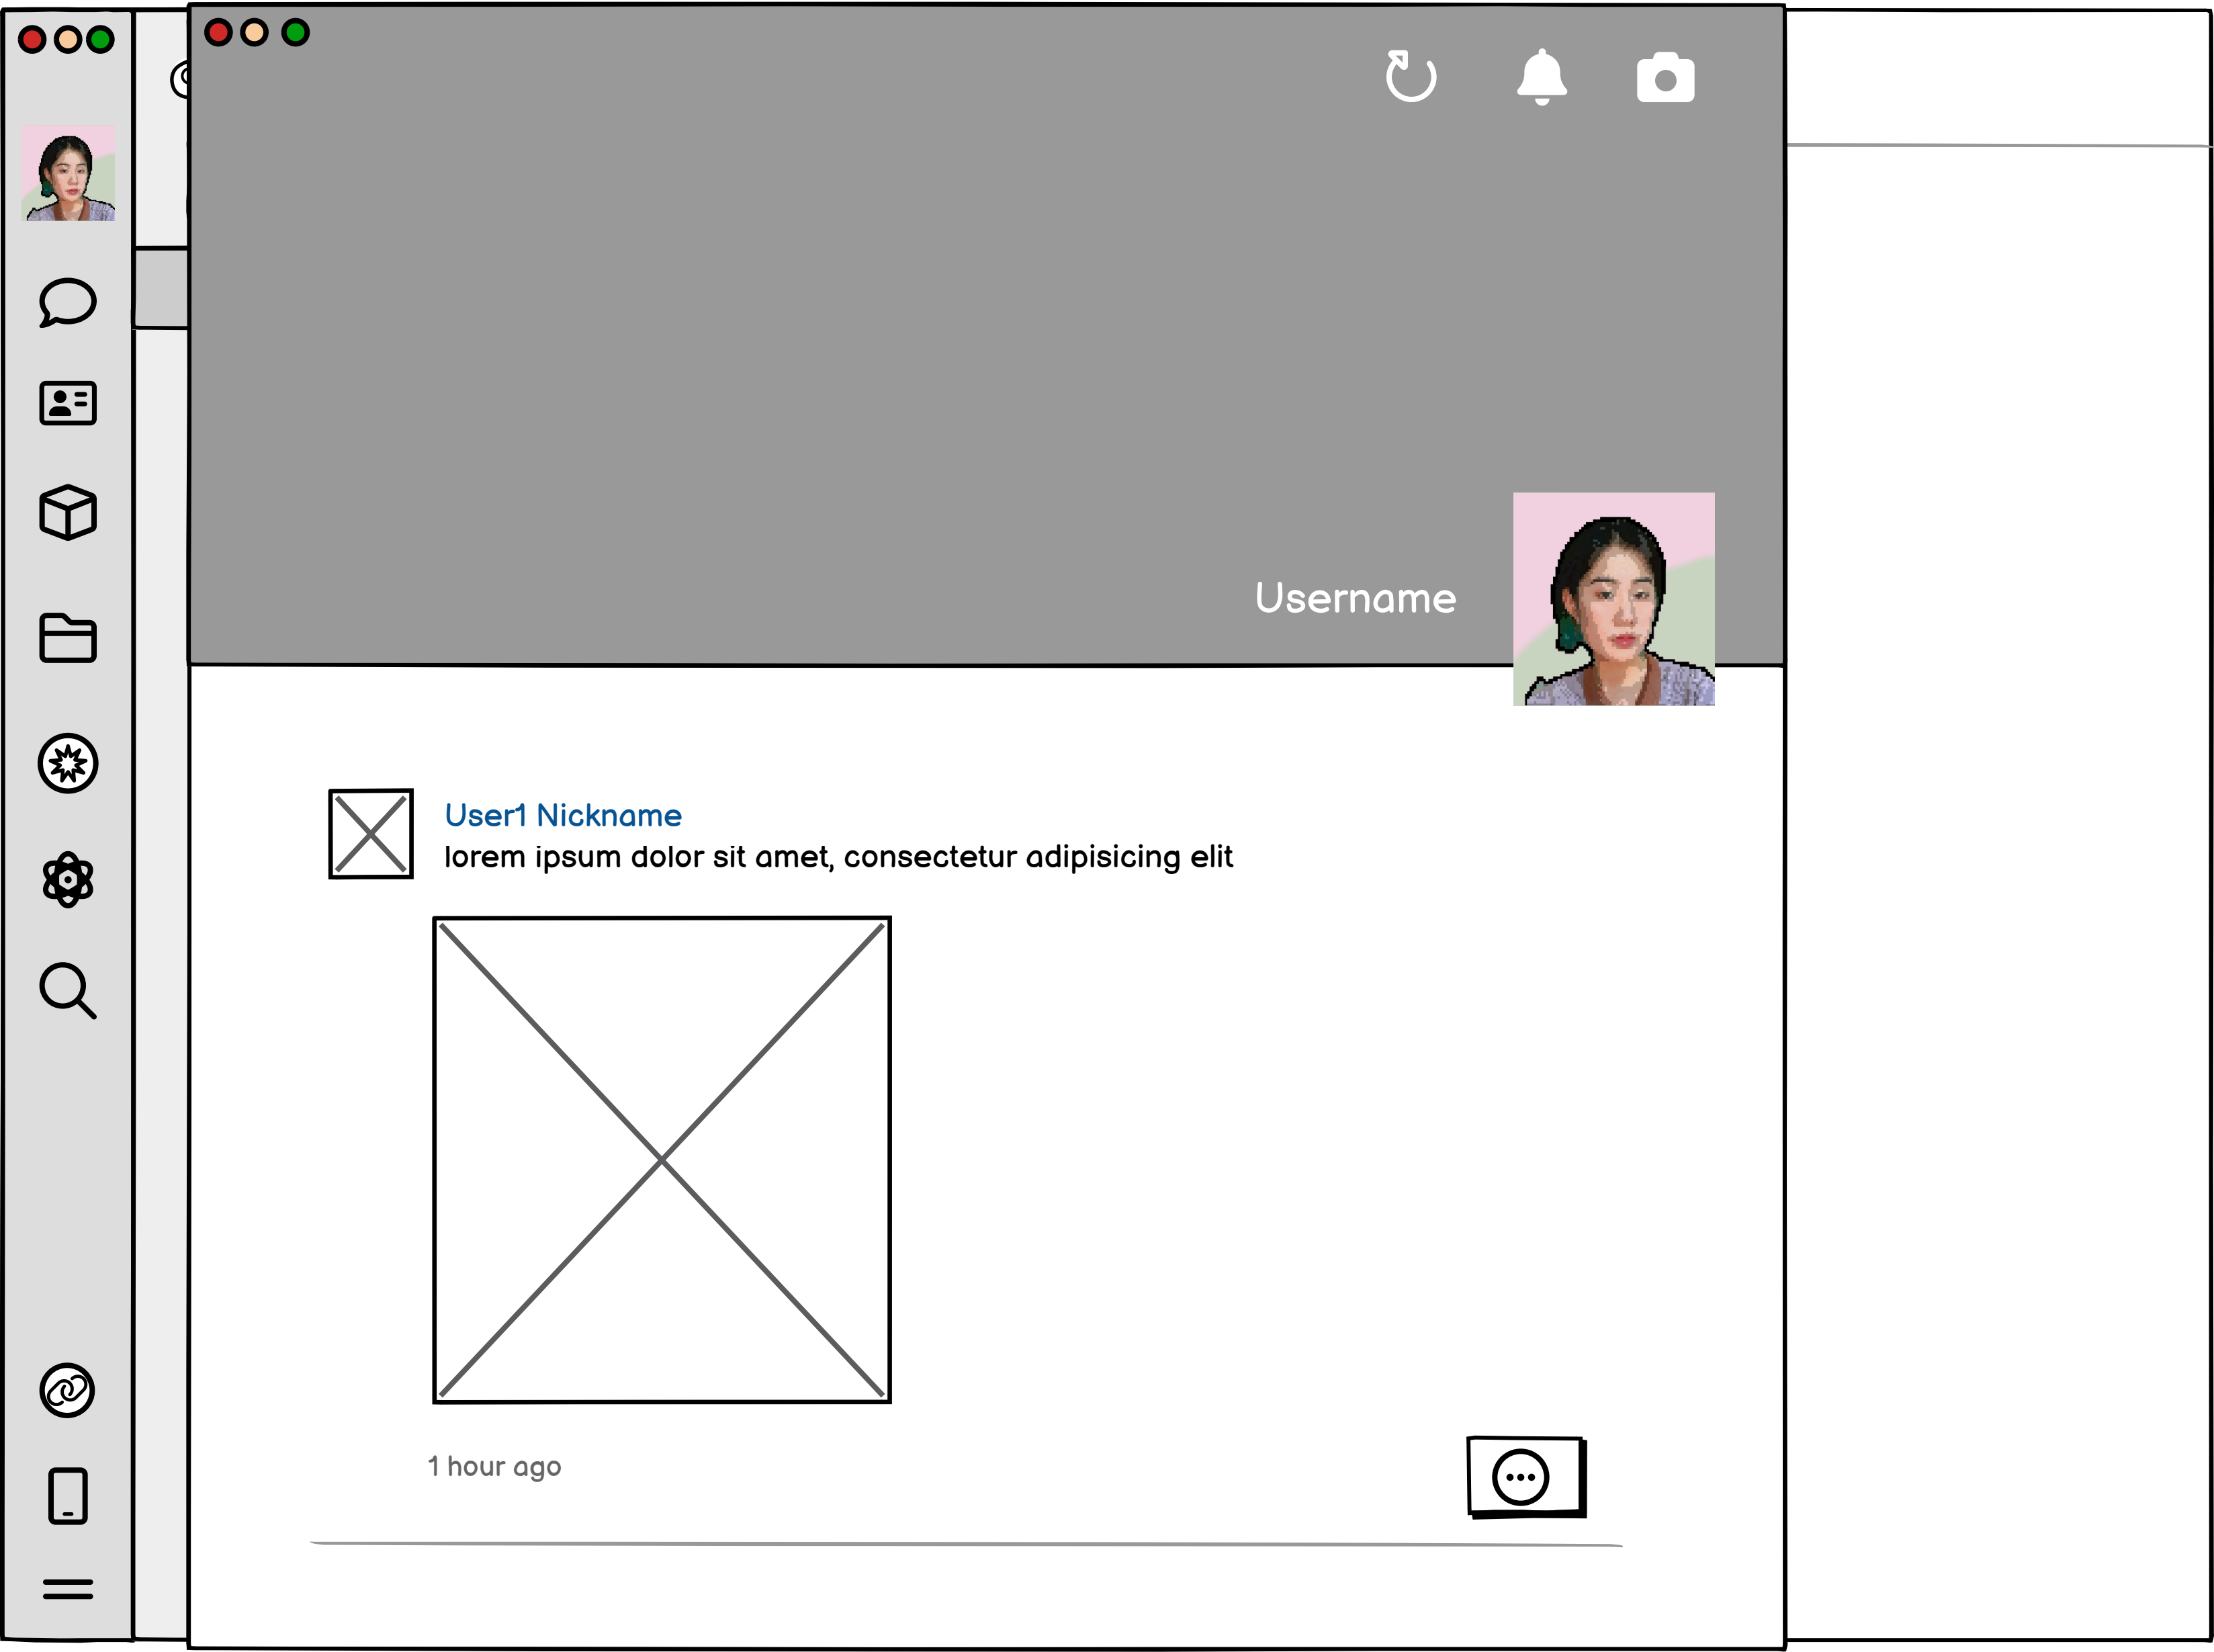 Username
User1 Nickname
lorem ipsum dolor sit amet, consectetur adipisicing elit
1 hour ago